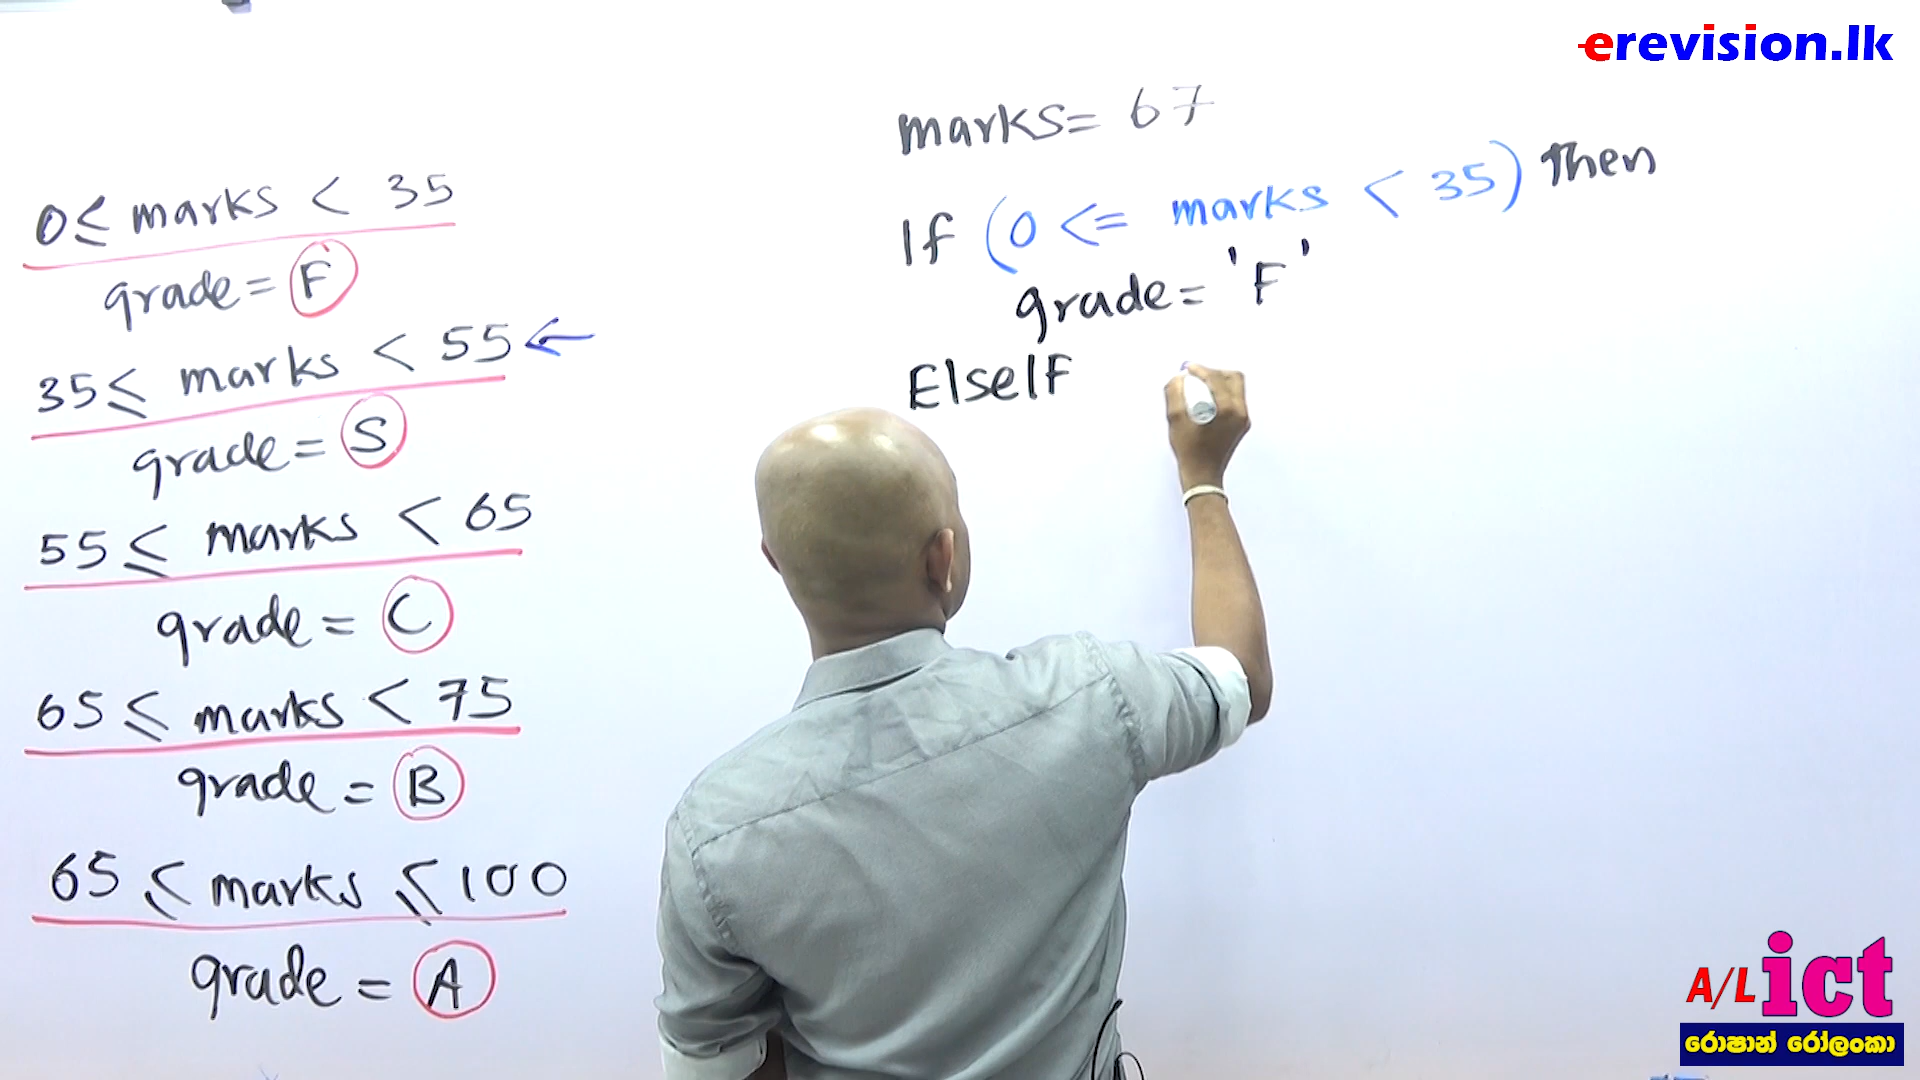 erevision.lk
0≤ marks < 35
grade = F
35≤ marks < 55 ←
grade = S
55 ≤ marks < 65
grade = C
65 ≤ marks < 75
grade = B
65 ≤ marks ≤ 100
grade = A
marks= 67
If (0 <= marks < 35) Then
grade= 'F'
ElseIF
A/L ict
රොෂාන් රෝලංකා